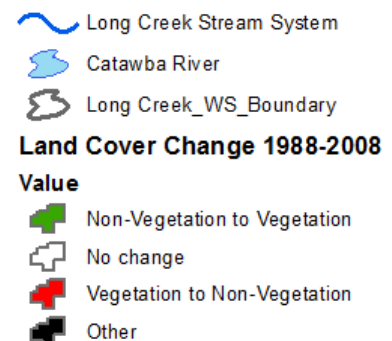 Long Creek Stream System
Catawba River
Long Creek_WS_Boundary
Land Cover Change 1988-2008
Value
Non-Vegetation to Vegetation
No change
Vegetation to Non-Vegetation
Other